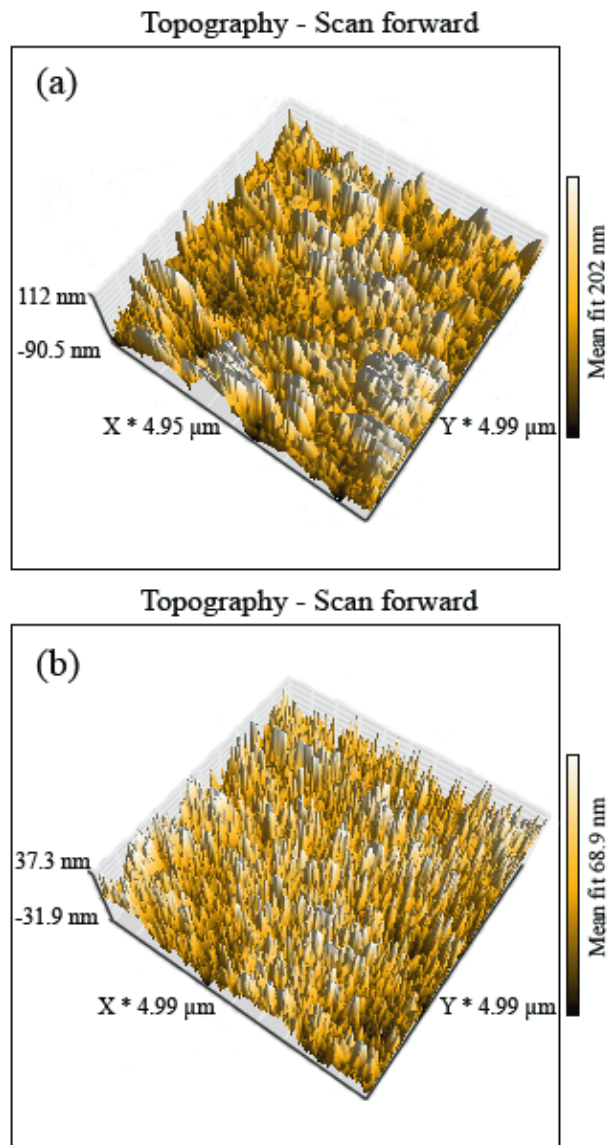 Topography - Scan forward
(a)
112 nm
-90.5 nm
X * 4.95 µm
Y * 4.99 µm
Mean fit 202 nm
Topography - Scan forward
(b)
37.3 nm
-31.9 nm
X * 4.99 µm
Y * 4.99 µm
Mean fit 68.9 nm